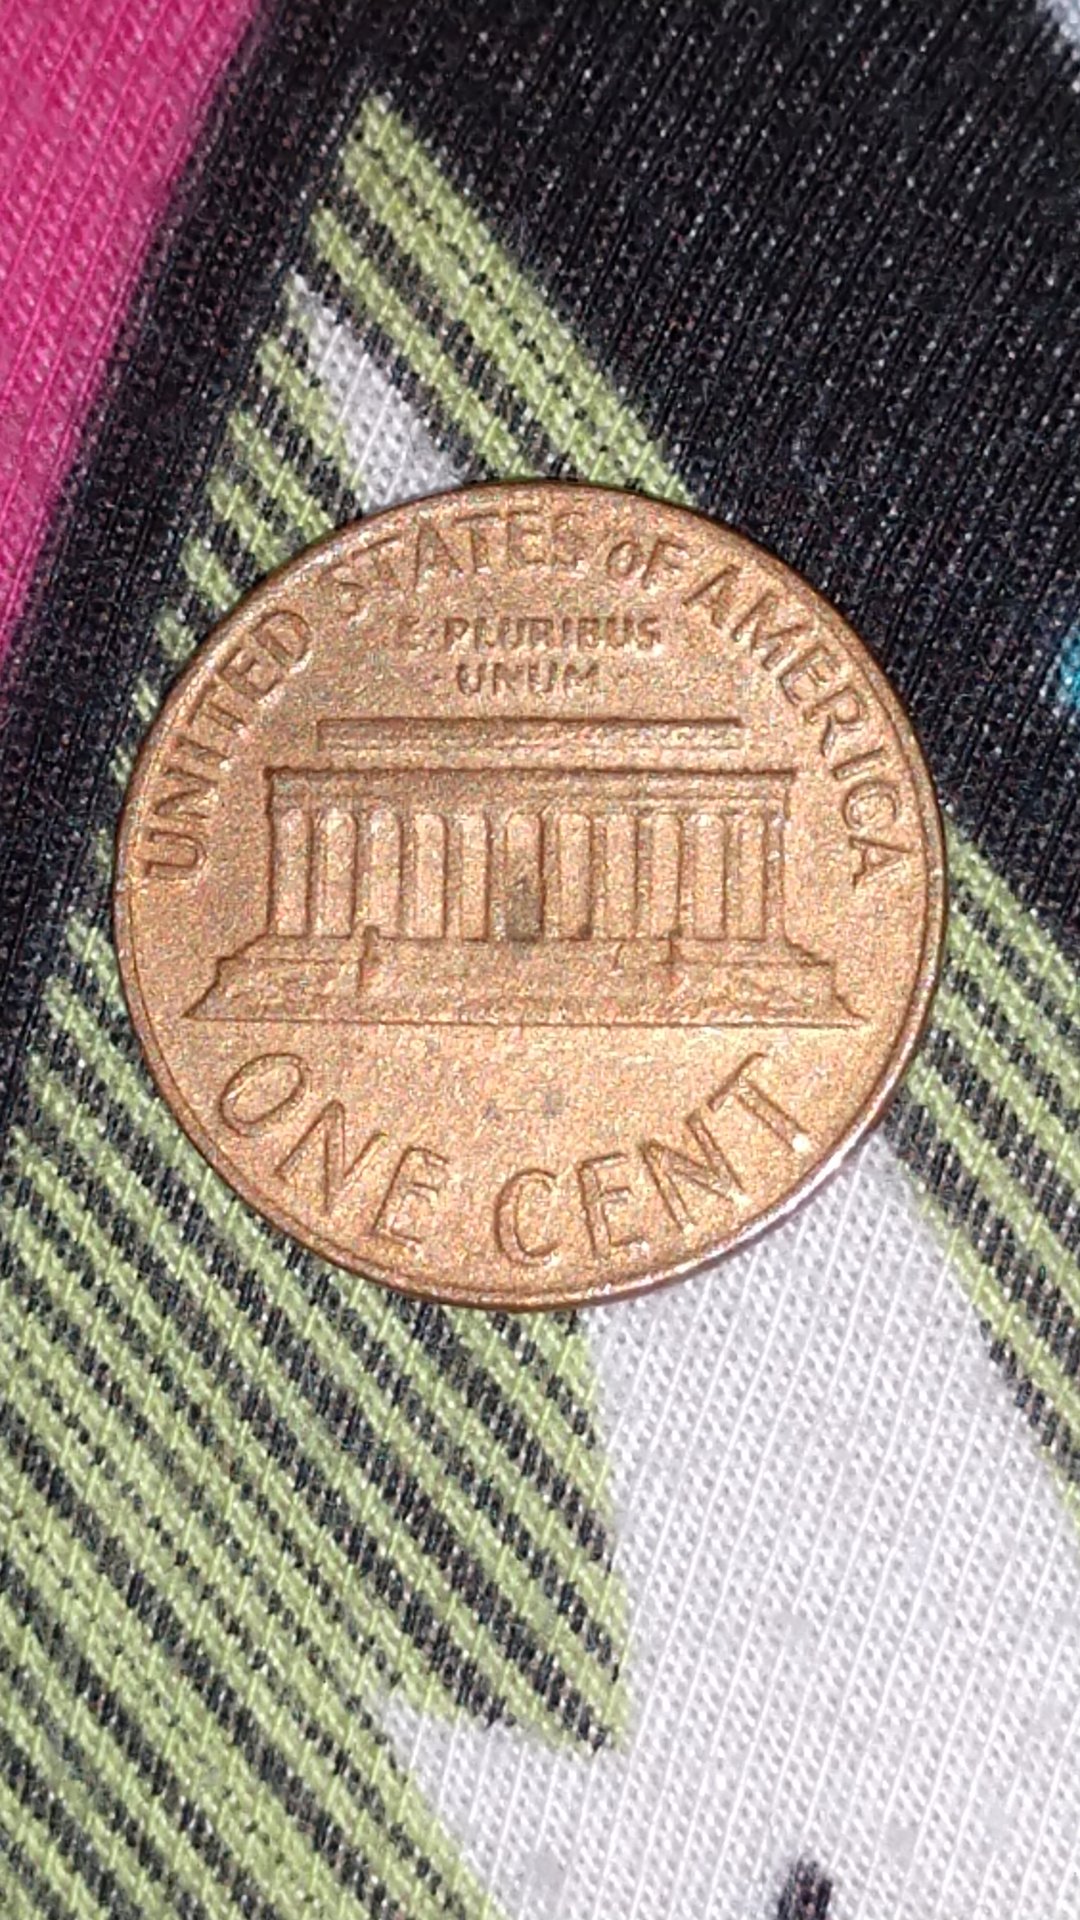 UNITED STATES oF AMERICA
E·PLURIBUS
·UNUM·
ONE CENT